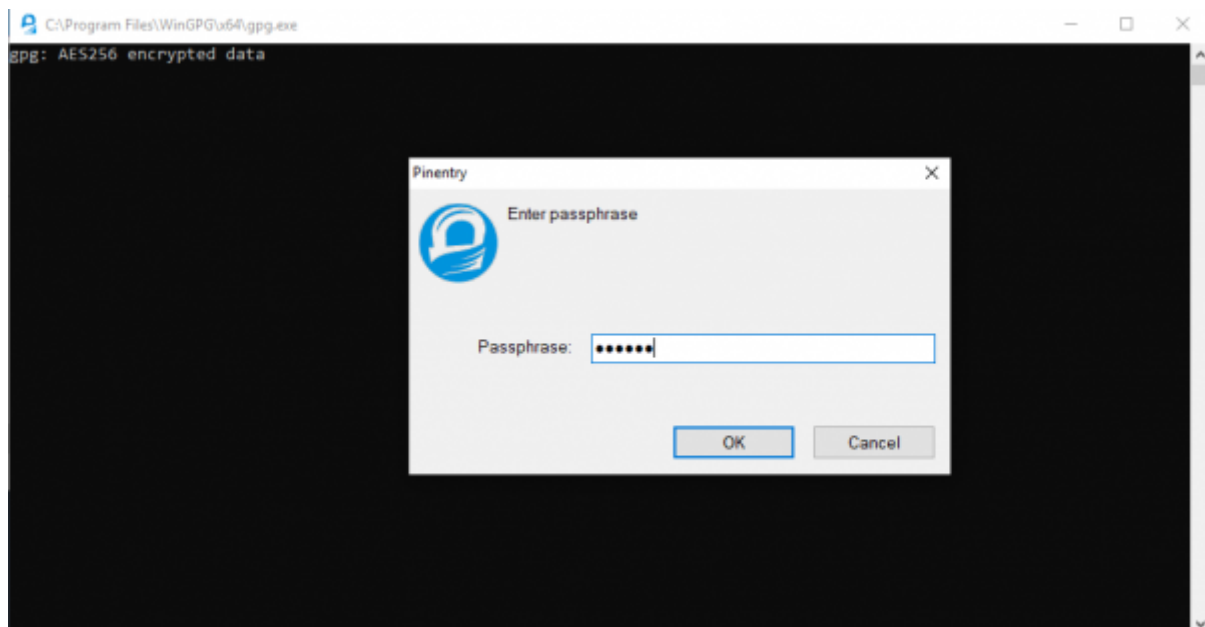 C:\Program Files\WinGPG\x64\gpg.exe
gpg: AES256 encrypted data
Pinentry
Enter passphrase
Passphrase: ●●●●●●
OK Cancel